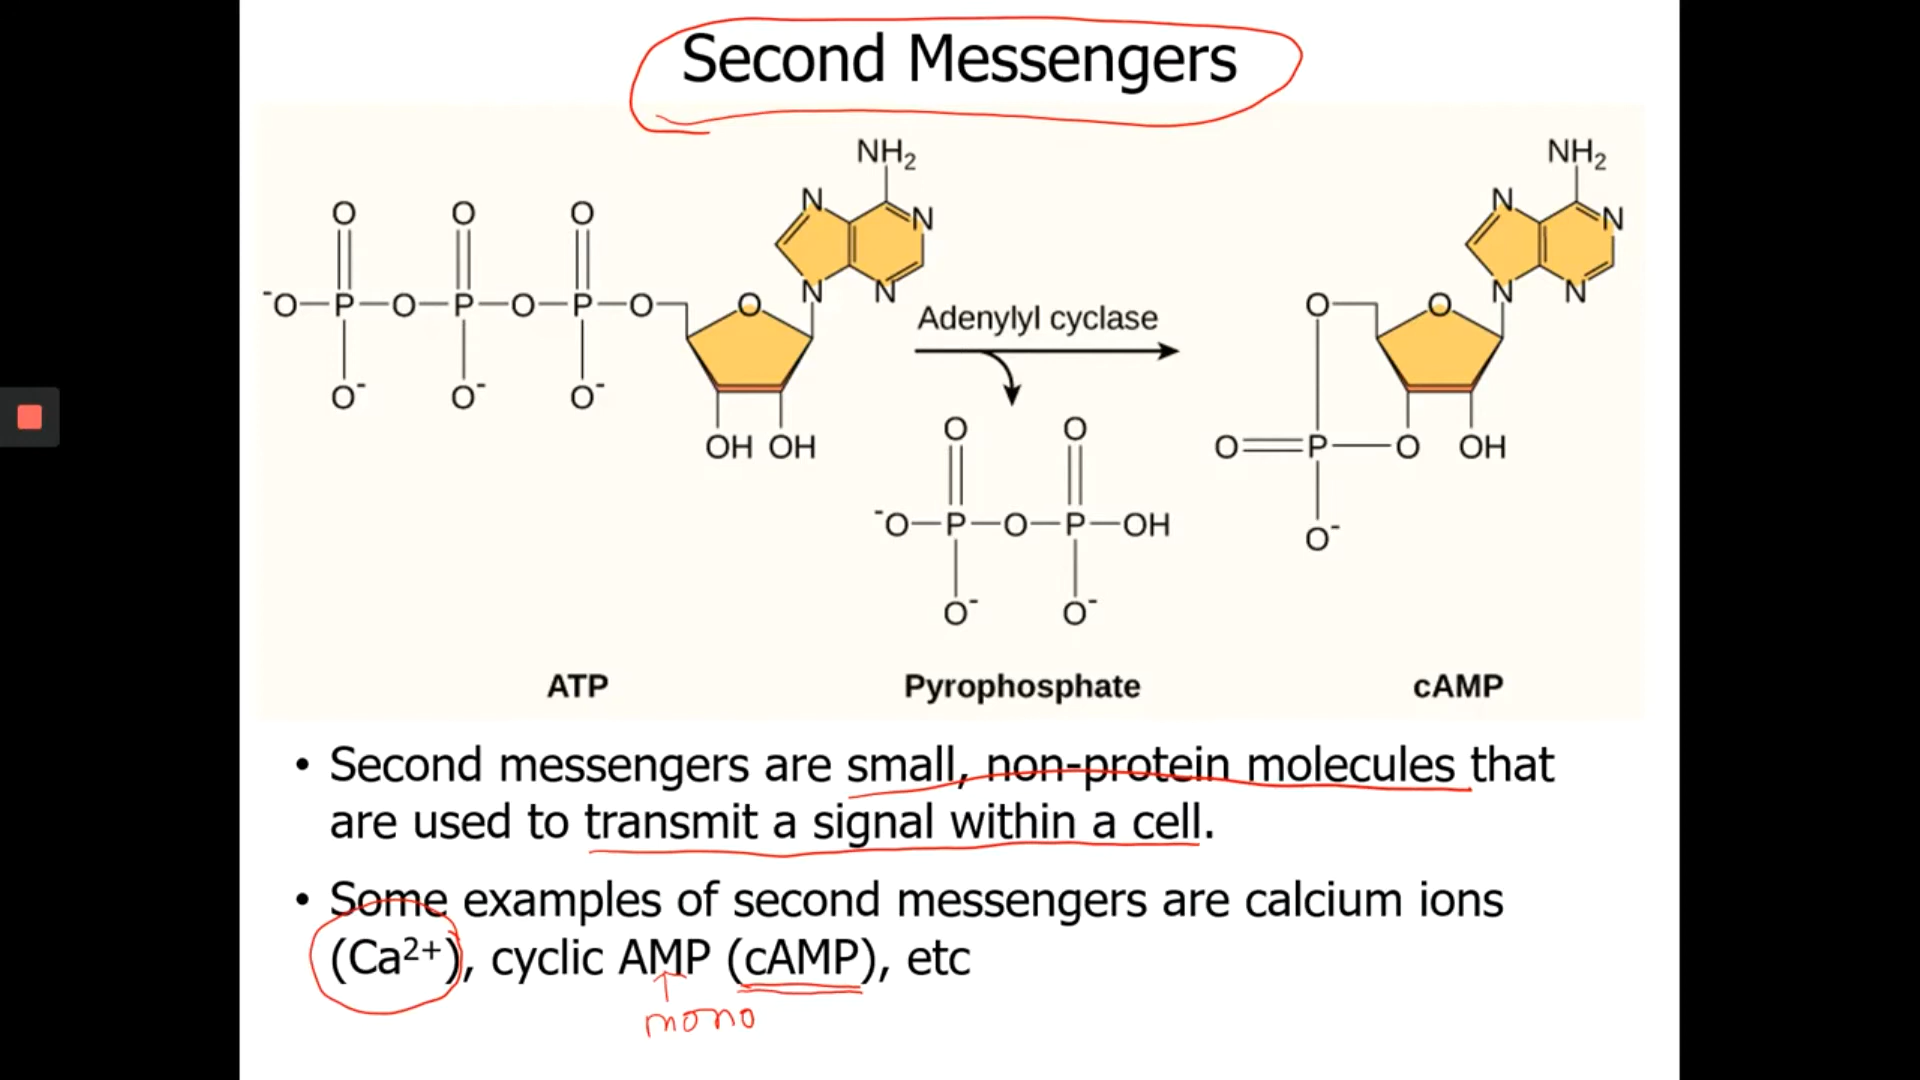 Second Messengers
NH2
NH2
O O O N N N N
-O—P—O—P—O—P—O O N N
O- O- O-
OH OH
Adenylyl cyclase
O O
-O—P—O—P—OH
O- O-
N N
O O N N
O=P—O OH
O-
ATP Pyrophosphate cAMP
• Second messengers are small, non-protein molecules that
are used to transmit a signal within a cell.
• Some examples of second messengers are calcium ions
(Ca2+), cyclic AMP (cAMP), etc
↑
mono